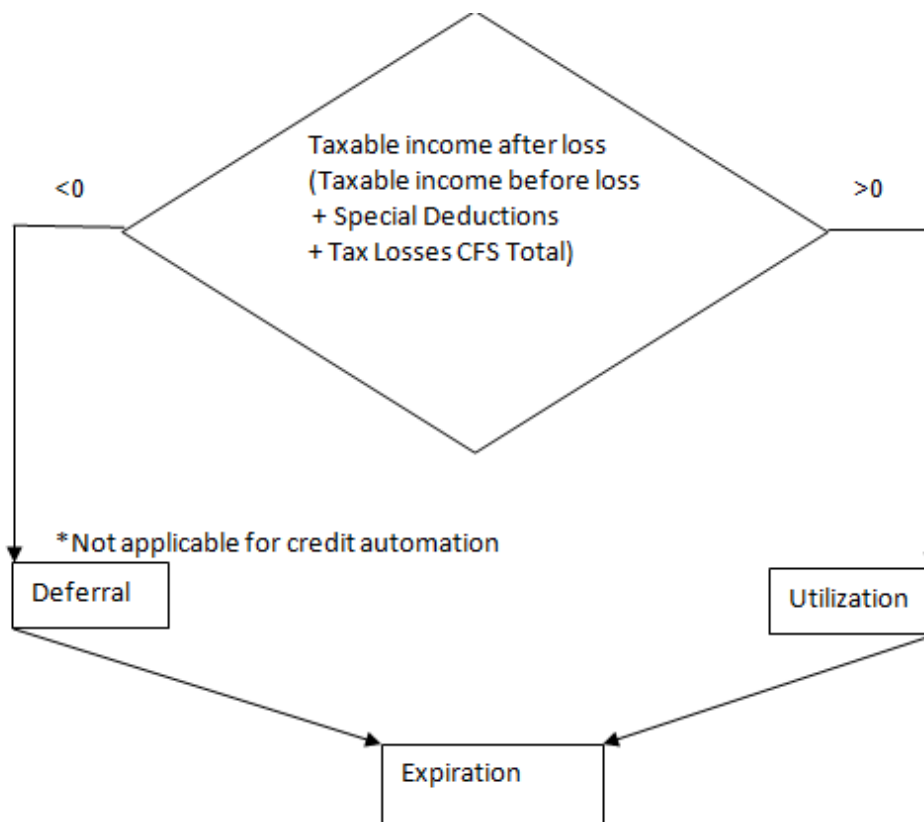 Taxable income after loss
(Taxable income before loss
+ Special Deductions
+ Tax Losses CFS Total)
<0
>0
*Not applicable for credit automation
Deferral
Utilization
Expiration